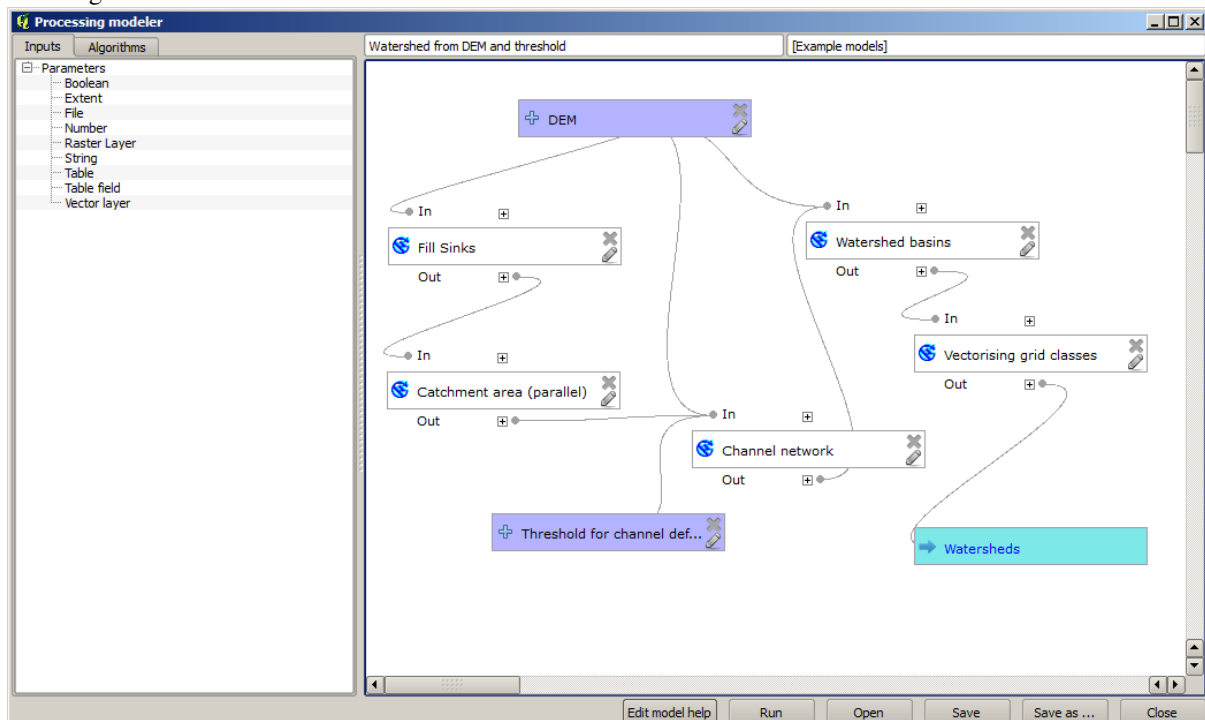 Processing modeler
Inputs Algorithms
Watershed from DEM and threshold [Example models]
Parameters
Boolean
Extent
File
Number
Raster Layer
String
Table
Table field
Vector layer
DEM
In
Fill Sinks
Out
In
Watershed basins
Out
In
Vectorising grid classes
Out
In
Catchment area (parallel)
Out
In
Channel network
Out
Threshold for channel def...
Watersheds
Edit model help Run Open Save Save as ... Close